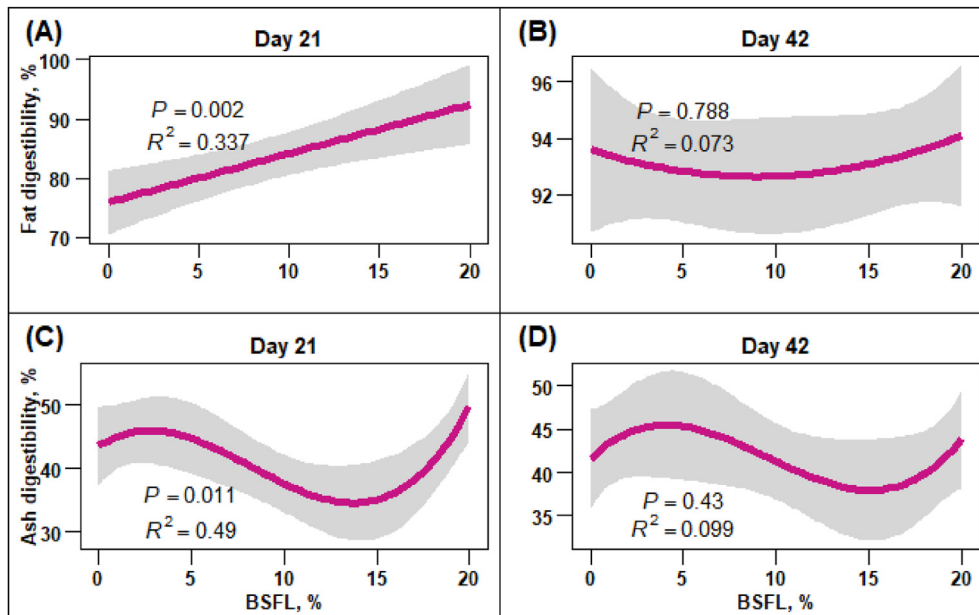 (A)
Day 21
Fat digestibility, %
100
90
80
70
P = 0.002
R² = 0.337
0 5 10 15 20
(B)
Day 42
96
94
92
P = 0.788
R² = 0.073
0 5 10 15 20
(C)
Day 21
Ash digestibility, %
50
40
30
P = 0.011
R² = 0.49
0 5 10 15 20
BSFL, %
(D)
Day 42
50
45
40
35
P = 0.43
R² = 0.099
0 5 10 15 20
BSFL, %